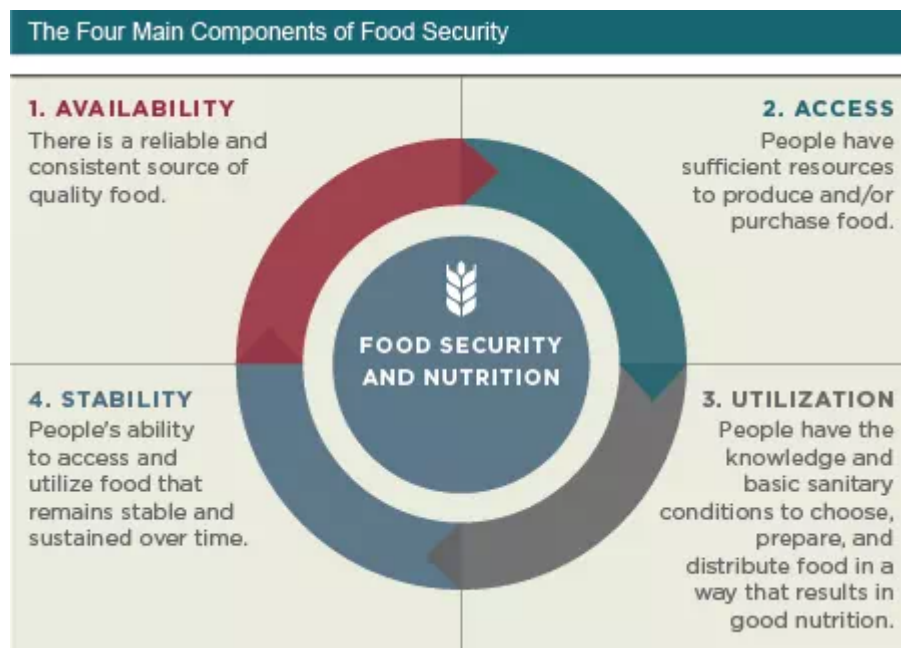 The Four Main Components of Food Security
1. AVAILABILITY
There is a reliable and
consistent source of
quality food.
2. ACCESS
People have
sufficient resources
to produce and/or
purchase food.
FOOD SECURITY
AND NUTRITION
3. UTILIZATION
People have the
knowledge and
basic sanitary
conditions to choose,
prepare, and
distribute food in a
way that results in
good nutrition.
4. STABILITY
People's ability
to access and
utilize food that
remains stable and
sustained over time.